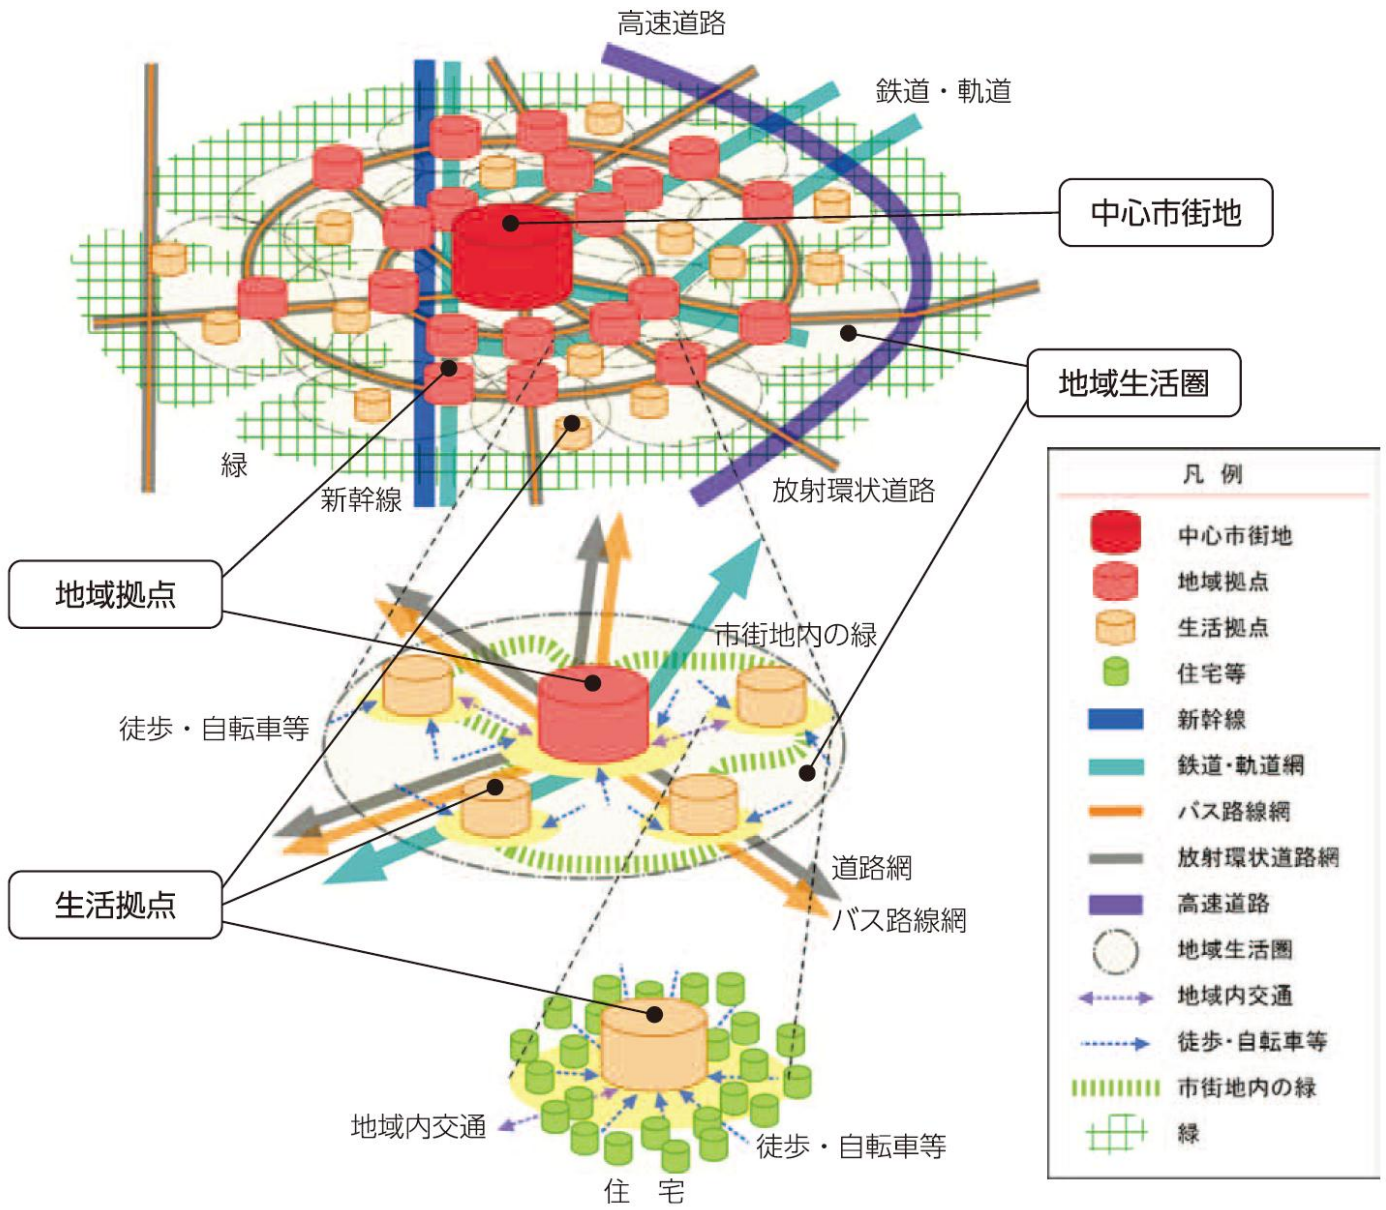 高速道路
鉄道・軌道
中心市街地
地域生活圏
緑
新幹線
放射環状道路
地域拠点
市街地内の緑
徒歩・自転車等
道路網
バス路線網
生活拠点
地域内交通
徒歩・自転車等
住 宅
凡 例
中心市街地
地域拠点
生活拠点
住宅等
新幹線
鉄道・軌道網
バス路線網
放射環状道路網
高速道路
地域生活圏
地域内交通
徒歩・自転車等
市街地内の緑
緑